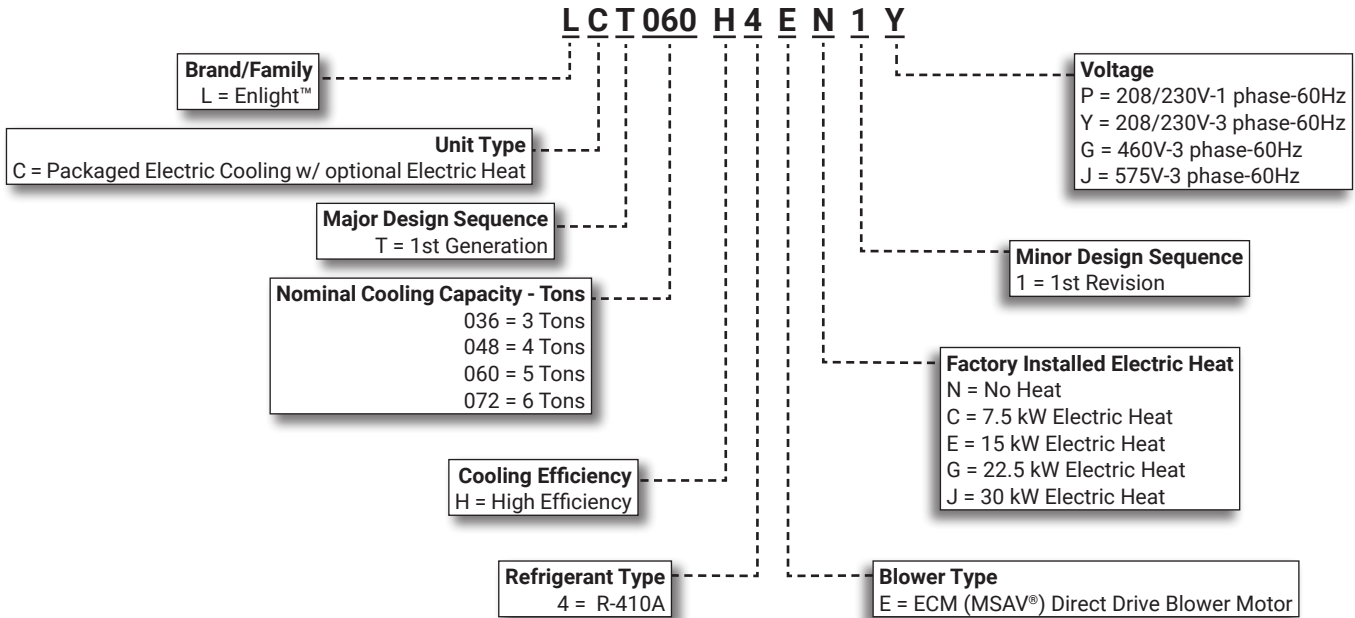 L C T 060 H 4 E N 1 Y
Brand/Family
L = Enlight™
Unit Type
C = Packaged Electric Cooling w/ optional Electric Heat
Major Design Sequence
T = 1st Generation
Nominal Cooling Capacity - Tons
036 = 3 Tons
048 = 4 Tons
060 = 5 Tons
072 = 6 Tons
Cooling Efficiency
H = High Efficiency
Refrigerant Type
4 = R-410A
Voltage
P = 208/230V-1 phase-60Hz
Y = 208/230V-3 phase-60Hz
G = 460V-3 phase-60Hz
J = 575V-3 phase-60Hz
Minor Design Sequence
1 = 1st Revision
Factory Installed Electric Heat
N = No Heat
C = 7.5 kW Electric Heat
E = 15 kW Electric Heat
G = 22.5 kW Electric Heat
J = 30 kW Electric Heat
Blower Type
E = ECM (MSAV®) Direct Drive Blower Motor